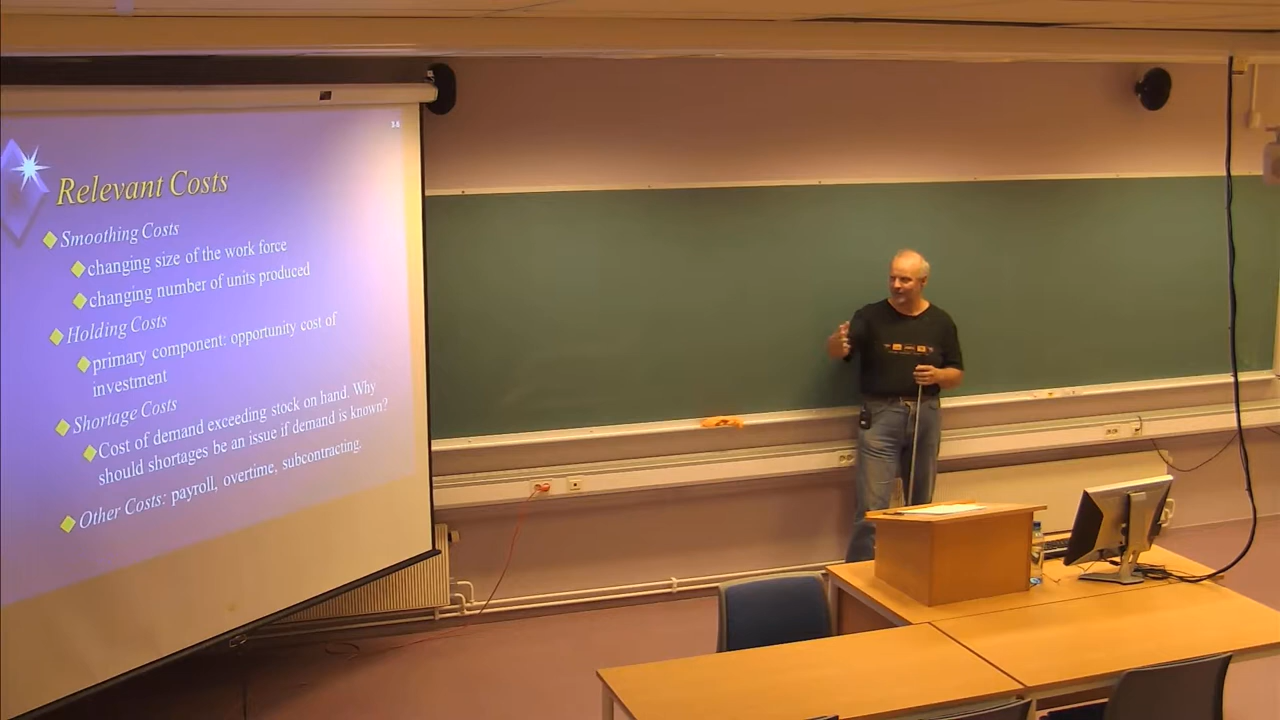 3.8
Relevant Costs
Smoothing Costs
changing size of the work force
changing number of units produced
Holding Costs
primary component: opportunity cost of
investment
Shortage Costs
Cost of demand exceeding stock on hand. Why
should shortages be an issue if demand is known?
Other Costs: payroll, overtime, subcontracting.